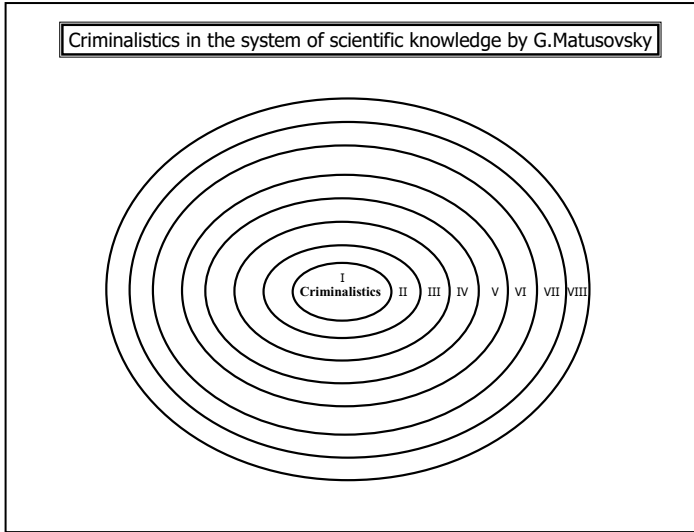 Criminalistics in the system of scientific knowledge by G.Matusovsky
I
Criminalistics II III IV V VI VII VIII